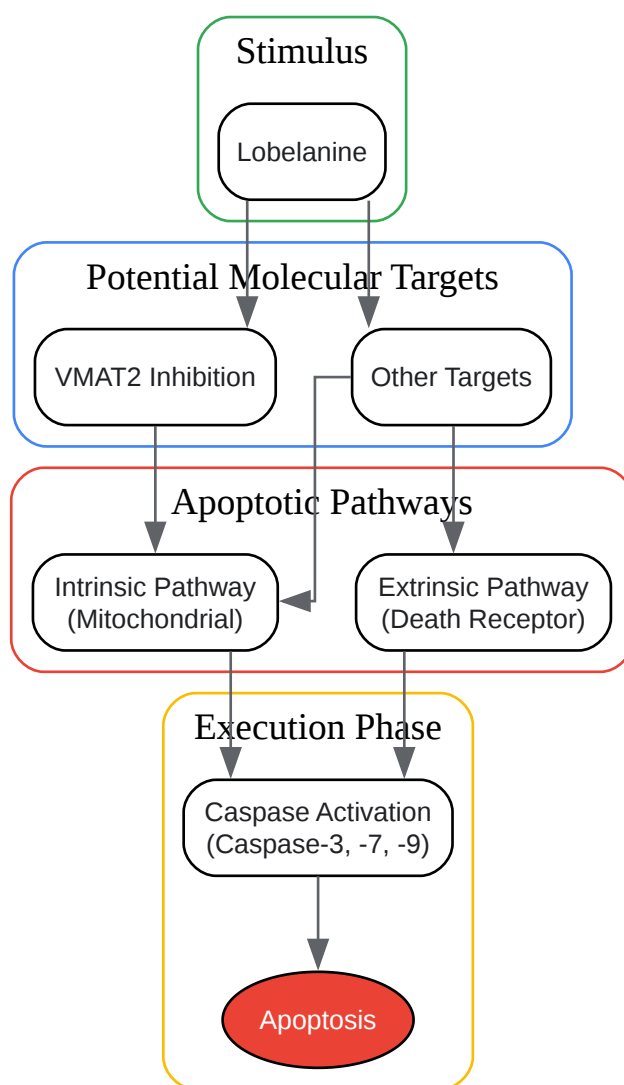 Stimulus
Lobelanine
Potential Molecular Targets
VMAT2 Inhibition
Other Targets
Apoptotic Pathways
Intrinsic Pathway
(Mitochondrial)
Extrinsic Pathway
(Death Receptor)
Execution Phase
Caspase Activation
(Caspase-3, -7, -9)
Apoptosis